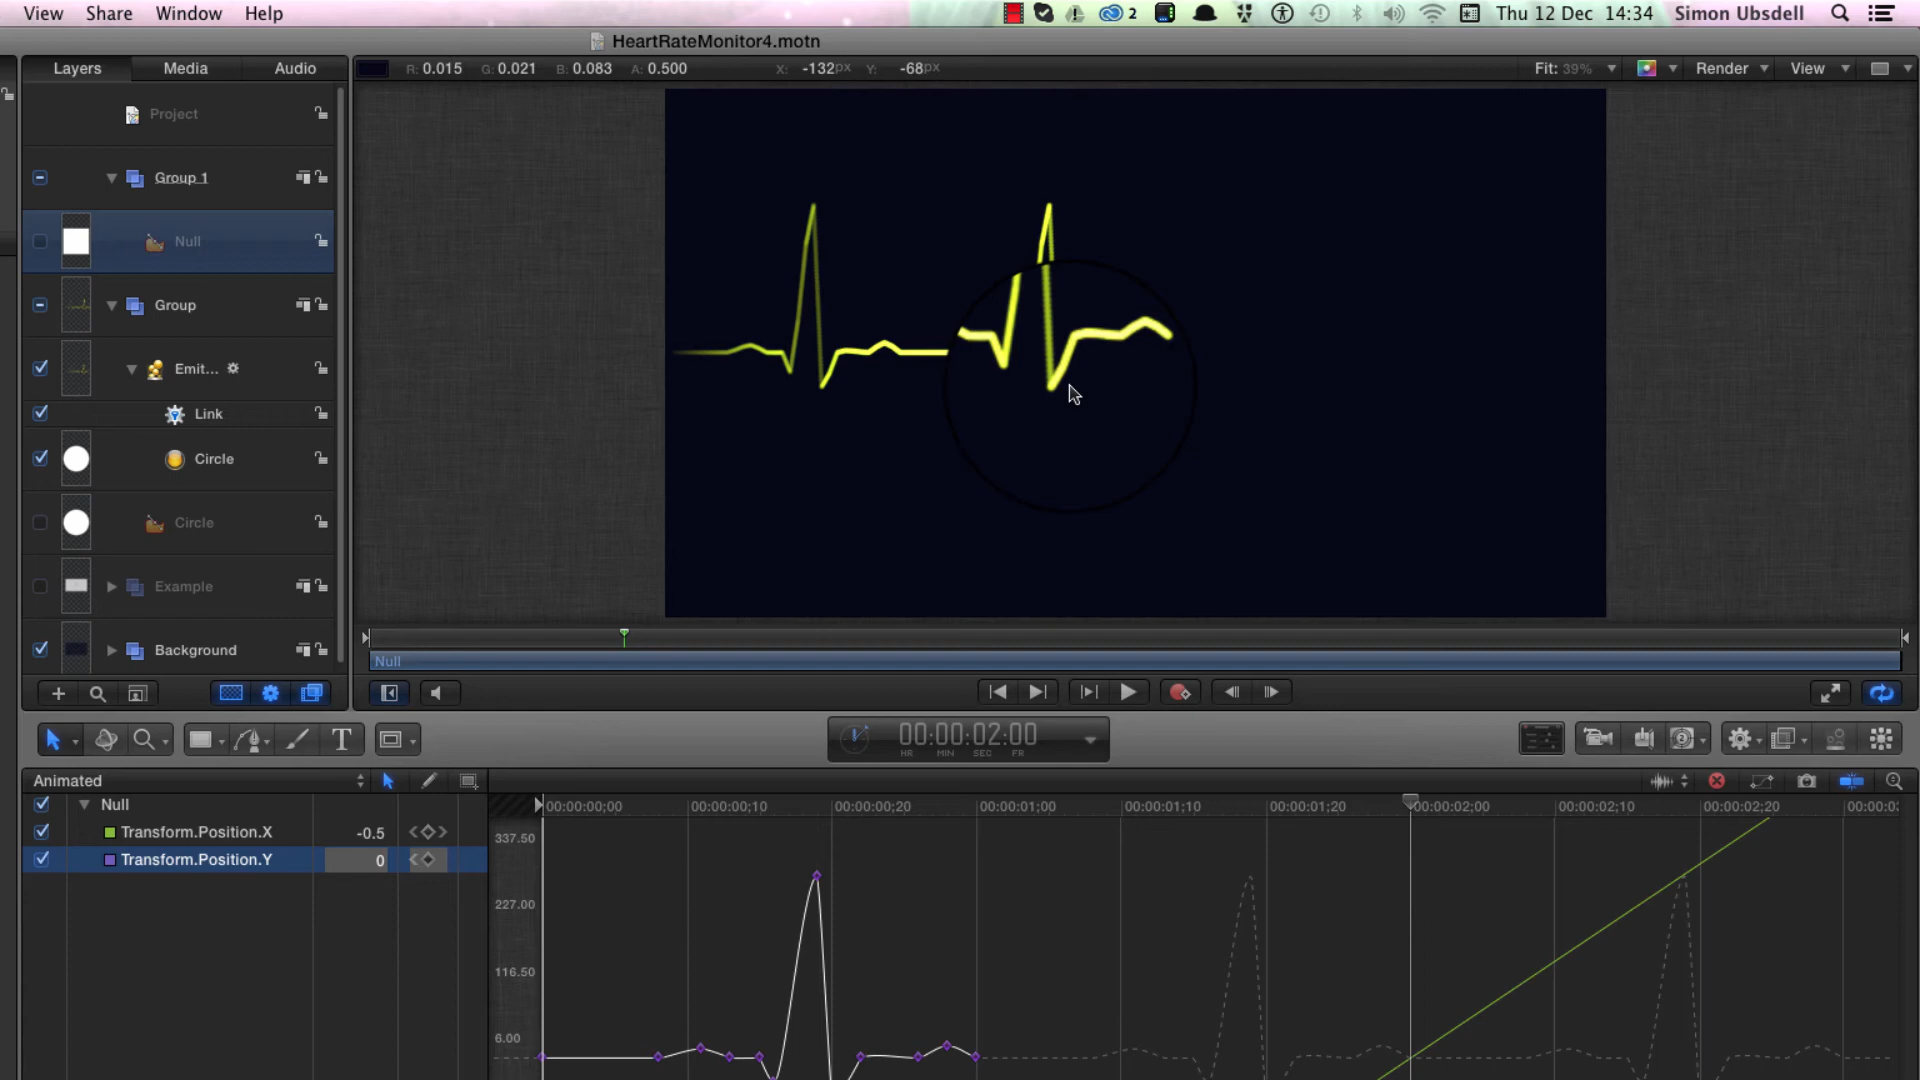 View Share Window Help 2 Thu 12 Dec 14:34 Simon Ubsdell
HeartRateMonitor4.motn
Layers Media Audio R: 0.015 G: 0.021 B: 0.083 A: 0.500 X: -132px Y: -68px Fit: 39% Render View
Project
Group 1
Null
Group
Emit...
Link
Circle
Circle
Example
Background
Null
00:00:02:00
HR MIN SEC FR
T
Animated
Null 00:00:00;00 00:00:00;10 00:00:00;20 00:00:01;00 00:00:01;10 00:00:01;20 00:00:02;00 00:00:02;10 00:00:02;20
Transform.Position.X -0.5
Transform.Position.Y 0
337.50
227.00
116.50
6.00